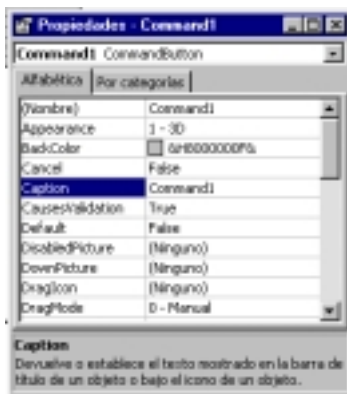 Propiedades - Command1
Command1 CommandButton
Alfabética Por categorías
(Nombre) Command1
Appearance 1 - 3D
BackColor &H8000000F&
Cancel False
Caption Command1
CausesValidation True
Default False
DisabledPicture (Ninguno)
DownPicture (Ninguno)
DragIcon (Ninguno)
DragMode 0 - Manual
Caption
Devuelve o establece el texto mostrado en la barra de
título de un objeto o bajo el icono de un objeto.